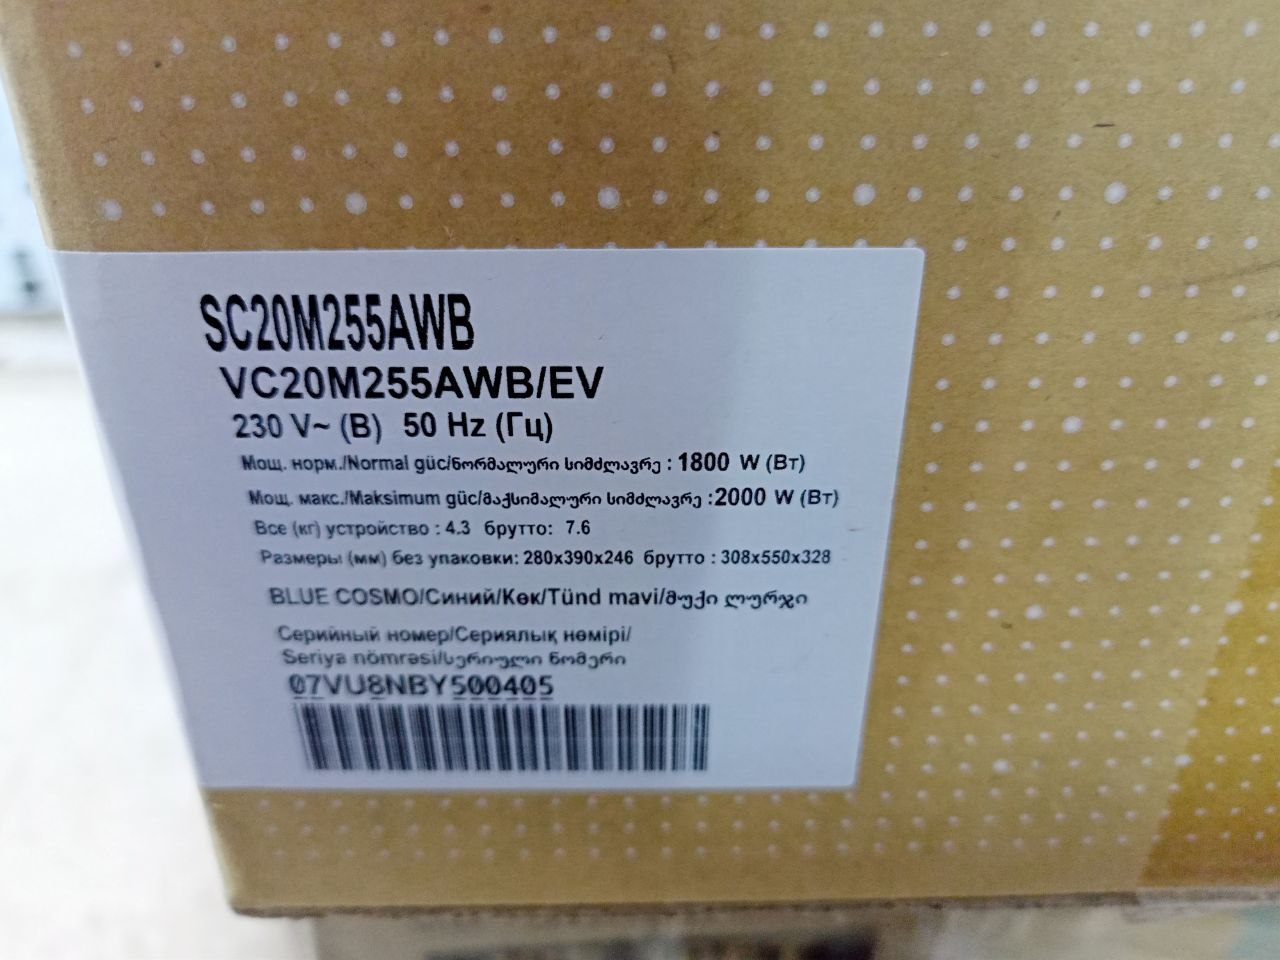 SC20M255AWB
VC20M255AWB/EV
230 V~ (В) 50 Hz (Гц)
Мощ. норм./Normal güc/ნორმალური სიმძლავრე : 1800 W (Вт)
Мощ. макс./Maksimum güc/მაქსიმალური სიმძლავრე :2000 W (Вт)
Все (кг) устройство : 4.3 брутто: 7.6
Размеры (мм) без упаковки: 280x390x246 брутто : 308x550x328
BLUE COSMO/Синий/Көк/Tünd mavi/მუქი ლურჯი
Серийный номер/Сериялық нөмірі/
Seriya nömrəsi/სერიული ნომერი
07VU8NBY500405